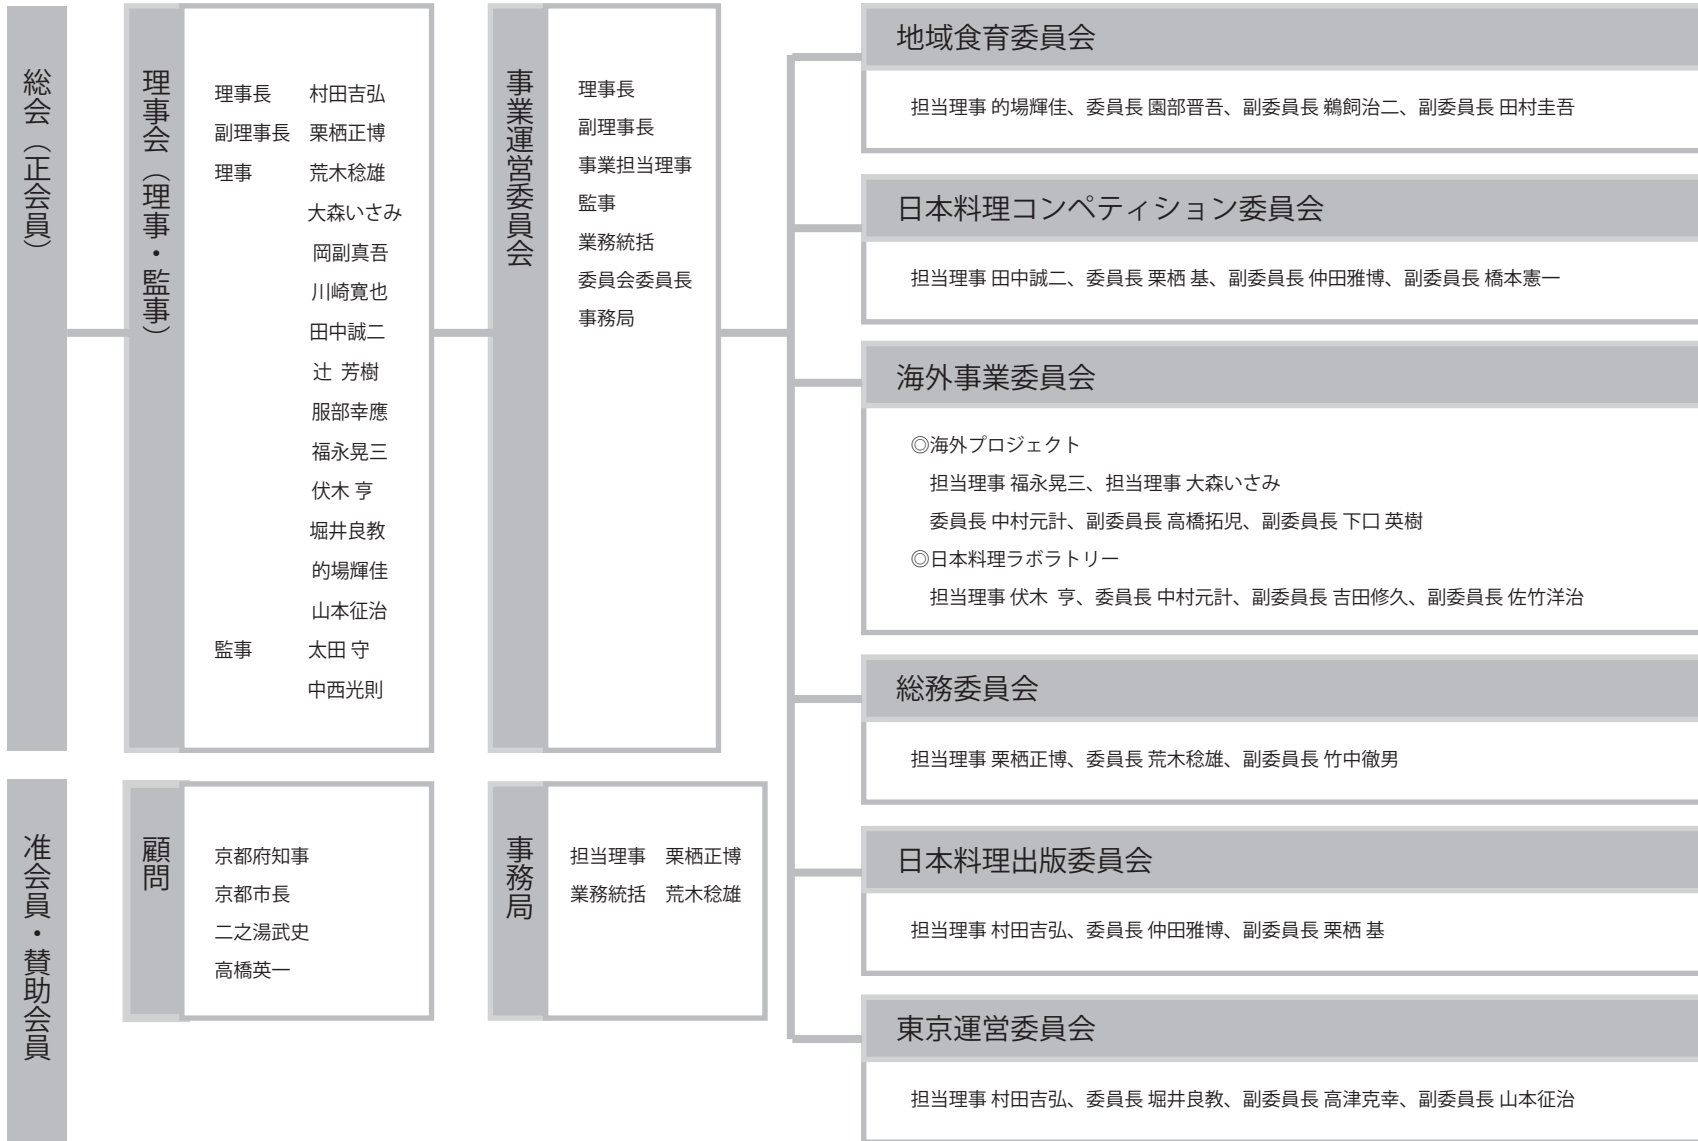 総会（正会員）
理事会（理事・監事）
理事長　村田吉弘
副理事長　栗栖正博
理事　荒木稔雄
大森いさみ
岡副真吾
川崎寛也
田中誠二
辻 芳樹
服部幸應
福永晃三
伏木 亨
堀井良教
的場輝佳
山本征治
監事　太田 守
中西光則
事業運営委員会
理事長
副理事長
事業担当理事
監事
業務統括
委員会委員長
事務局
地域食育委員会
担当理事 的場輝佳、委員長 園部晋吾、副委員長 鵜飼治二、副委員長 田村圭吾
日本料理コンペティション委員会
担当理事 田中誠二、委員長 栗栖 基、副委員長 仲田雅博、副委員長 橋本憲一
海外事業委員会
◎海外プロジェクト
担当理事 福永晃三、担当理事 大森いさみ
委員長 中村元計、副委員長 高橋拓児、副委員長 下口 英樹
◎日本料理ラボラトリー
担当理事 伏木 亨、委員長 中村元計、副委員長 吉田修久、副委員長 佐竹洋治
総務委員会
担当理事 栗栖正博、委員長 荒木稔雄、副委員長 竹中徹男
日本料理出版委員会
担当理事 村田吉弘、委員長 仲田雅博、副委員長 栗栖 基
東京運営委員会
担当理事 村田吉弘、委員長 堀井良教、副委員長 高津克幸、副委員長 山本征治
准会員・賛助会員
顧問
京都府知事
京都市長
二之湯武史
高橋英一
事務局
担当理事　栗栖正博
業務統括　荒木稔雄